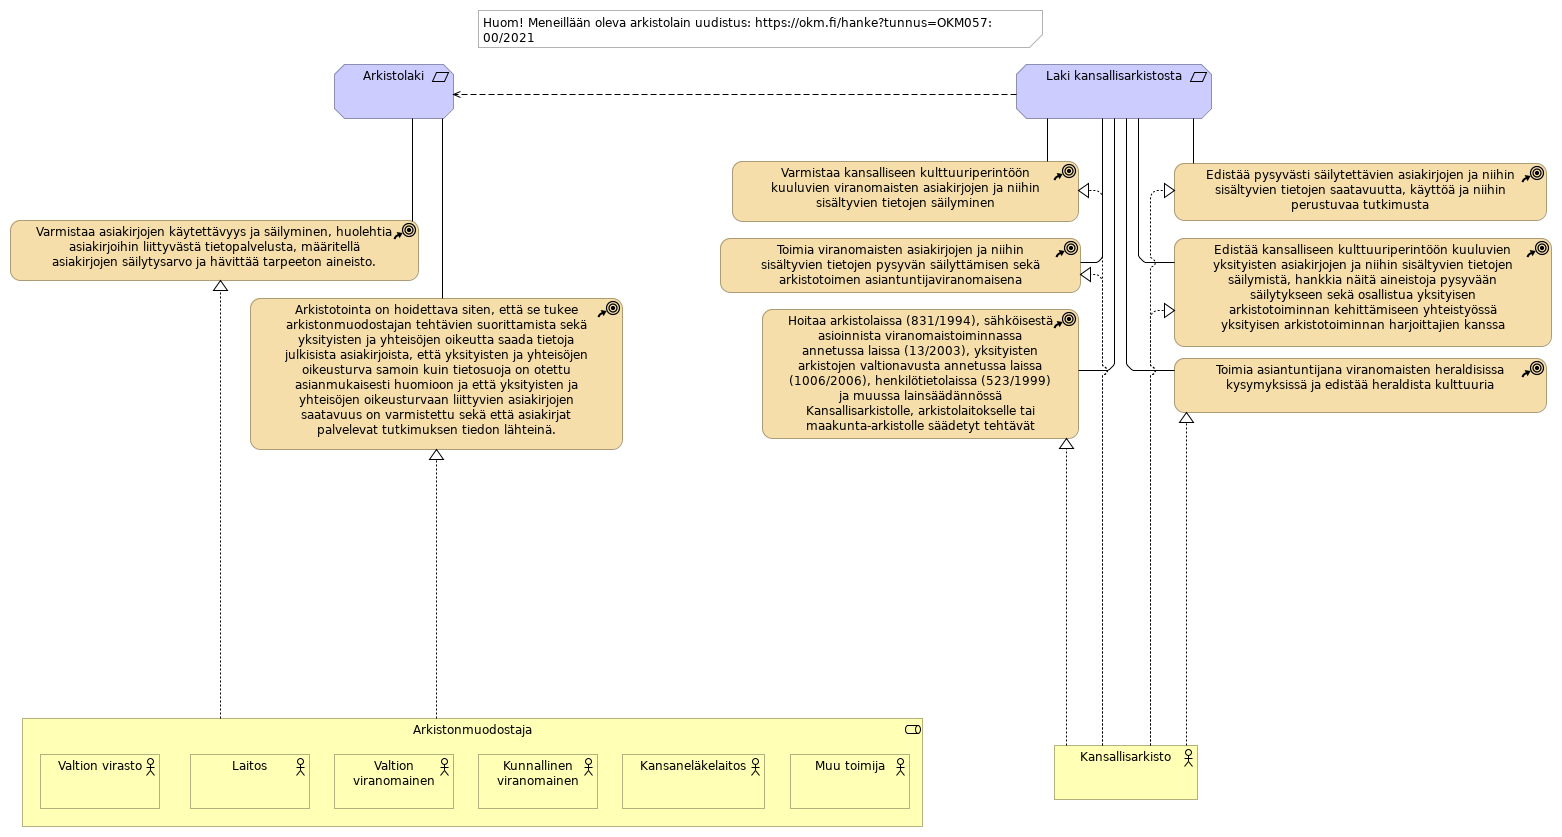 Huom! Meneillään oleva arkistolain uudistus: https://okm.fi/hanke?tunnus=OKM057:
00/2021
Arkistolaki
Laki kansallisarkistosta
Varmistaa asiakirjojen käytettävyys ja säilyminen, huolehtia
asiakirjoihin liittyvästä tietopalvelusta, määritellä
asiakirjojen säilytysarvo ja hävittää tarpeeton aineisto.
Arkistotointa on hoidettava siten, että se tukee
arkistonmuodostajan tehtävien suorittamista sekä
yksityisten ja yhteisöjen oikeutta saada tietoja
julkisista asiakirjoista, että yksityisten ja yhteisöjen
oikeusturva samoin kuin tietosuoja on otettu
asianmukaisesti huomioon ja että yksityisten ja
yhteisöjen oikeusturvaan liittyvien asiakirjojen
saatavuus on varmistettu sekä että asiakirjat
palvelevat tutkimuksen tiedon lähteinä.
Varmistaa kansalliseen kulttuuriperintöön
kuuluvien viranomaisten asiakirjojen ja niihin
sisältyvien tietojen säilyminen
Toimia viranomaisten asiakirjojen ja niihin
sisältyvien tietojen pysyvän säilyttämisen sekä
arkistotoimen asiantuntijaviranomaisena
Hoitaa arkistolaissa (831/1994), sähköisestä
asioinnista viranomaistoiminnassa
annetussa laissa (13/2003), yksityisten
arkistojen valtionavusta annetussa laissa
(1006/2006), henkilötietolaissa (523/1999)
ja muussa lainsäädännössä
Kansallisarkistolle, arkistolaitokselle tai
maakunta-arkistolle säädetyt tehtävät
Edistää pysyvästi säilytettävien asiakirjojen ja niihin
sisältyvien tietojen saatavuutta, käyttöä ja niihin
perustuvaa tutkimusta
Edistää kansalliseen kulttuuriperintöön kuuluvien
yksityisten asiakirjojen ja niihin sisältyvien tietojen
säilymistä, hankkia näitä aineistoja pysyvään
säilytykseen sekä osallistua yksityisen
arkistotoiminnan kehittämiseen yhteistyössä
yksityisen arkistotoiminnan harjoittajien kanssa
Toimia asiantuntijana viranomaisten heraldisissa
kysymyksissä ja edistää heraldista kulttuuria
Arkistonmuodostaja
Valtion virasto
Laitos
Valtion
viranomainen
Kunnallinen
viranomainen
Kansaneläkelaitos
Muu toimija
Kansallisarkisto